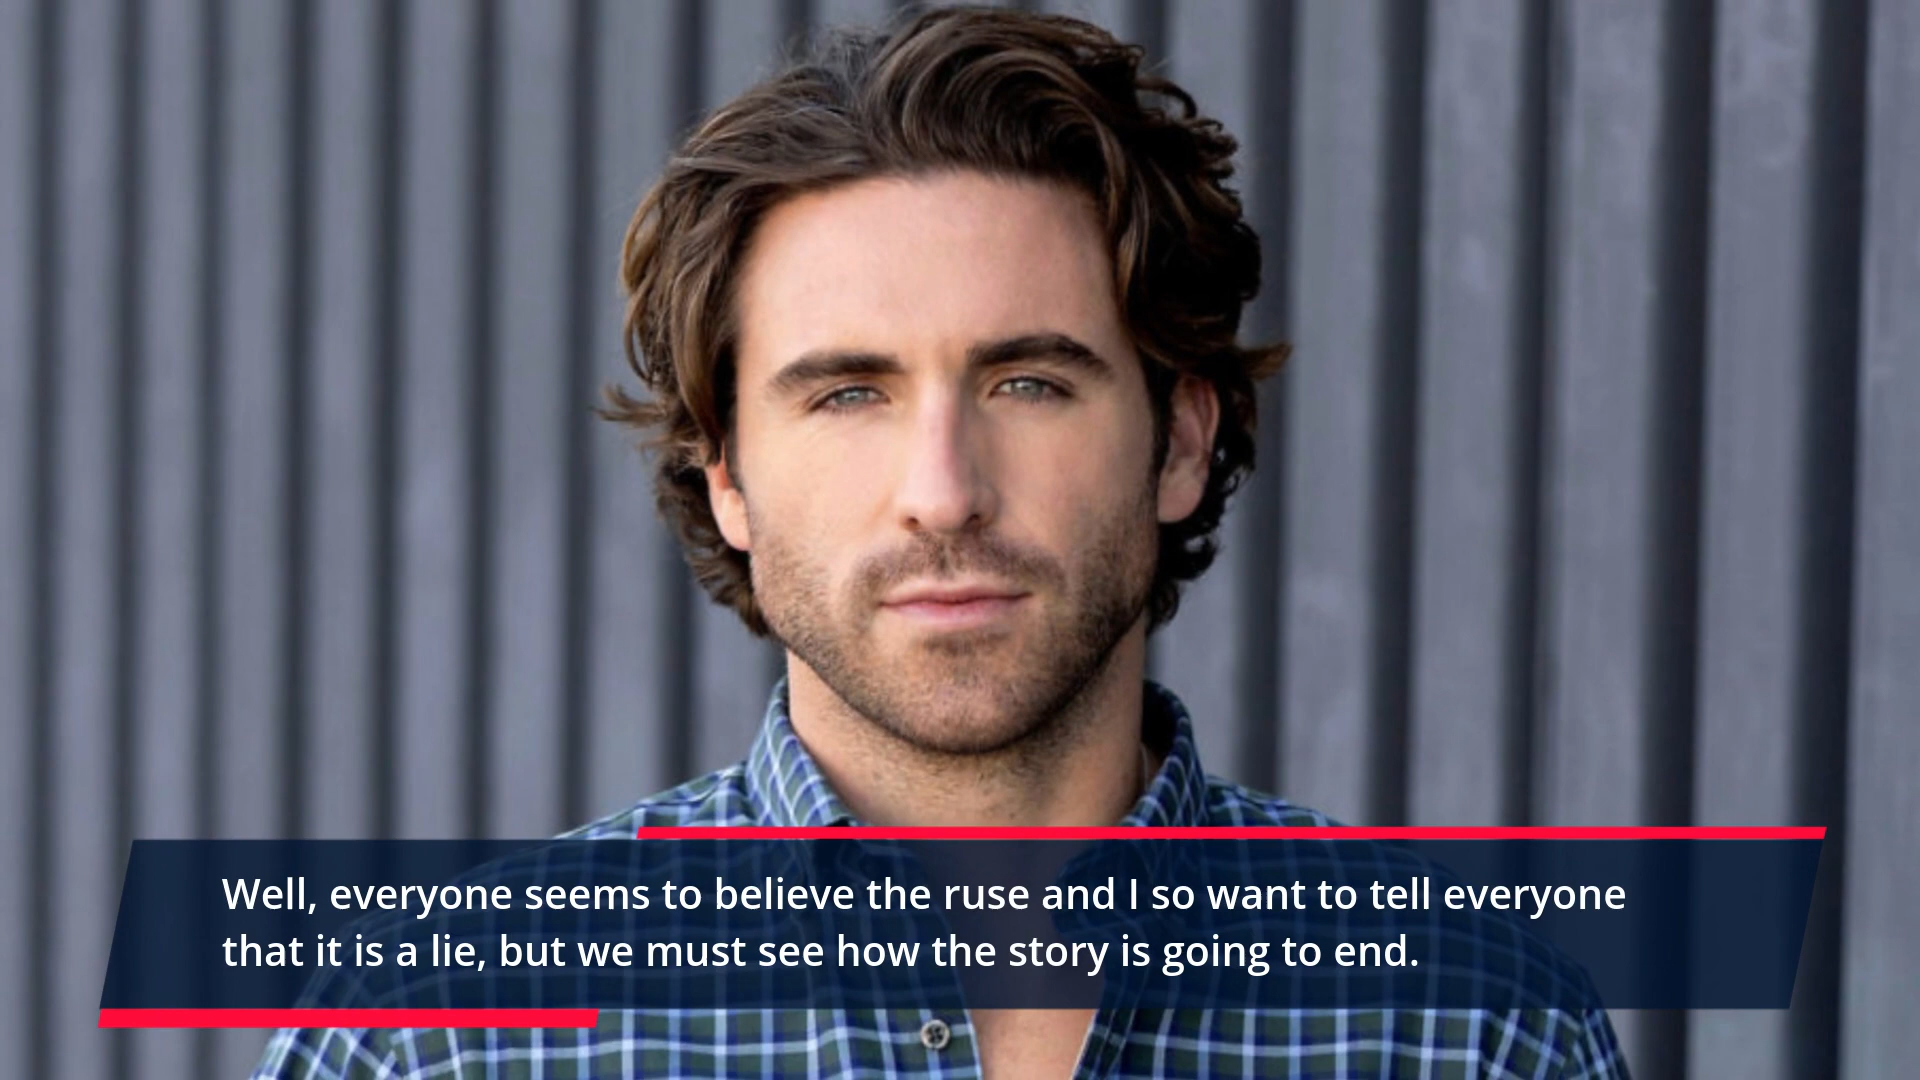 Well, everyone seems to believe the ruse and I so want to tell everyone
that it is a lie, but we must see how the story is going to end.